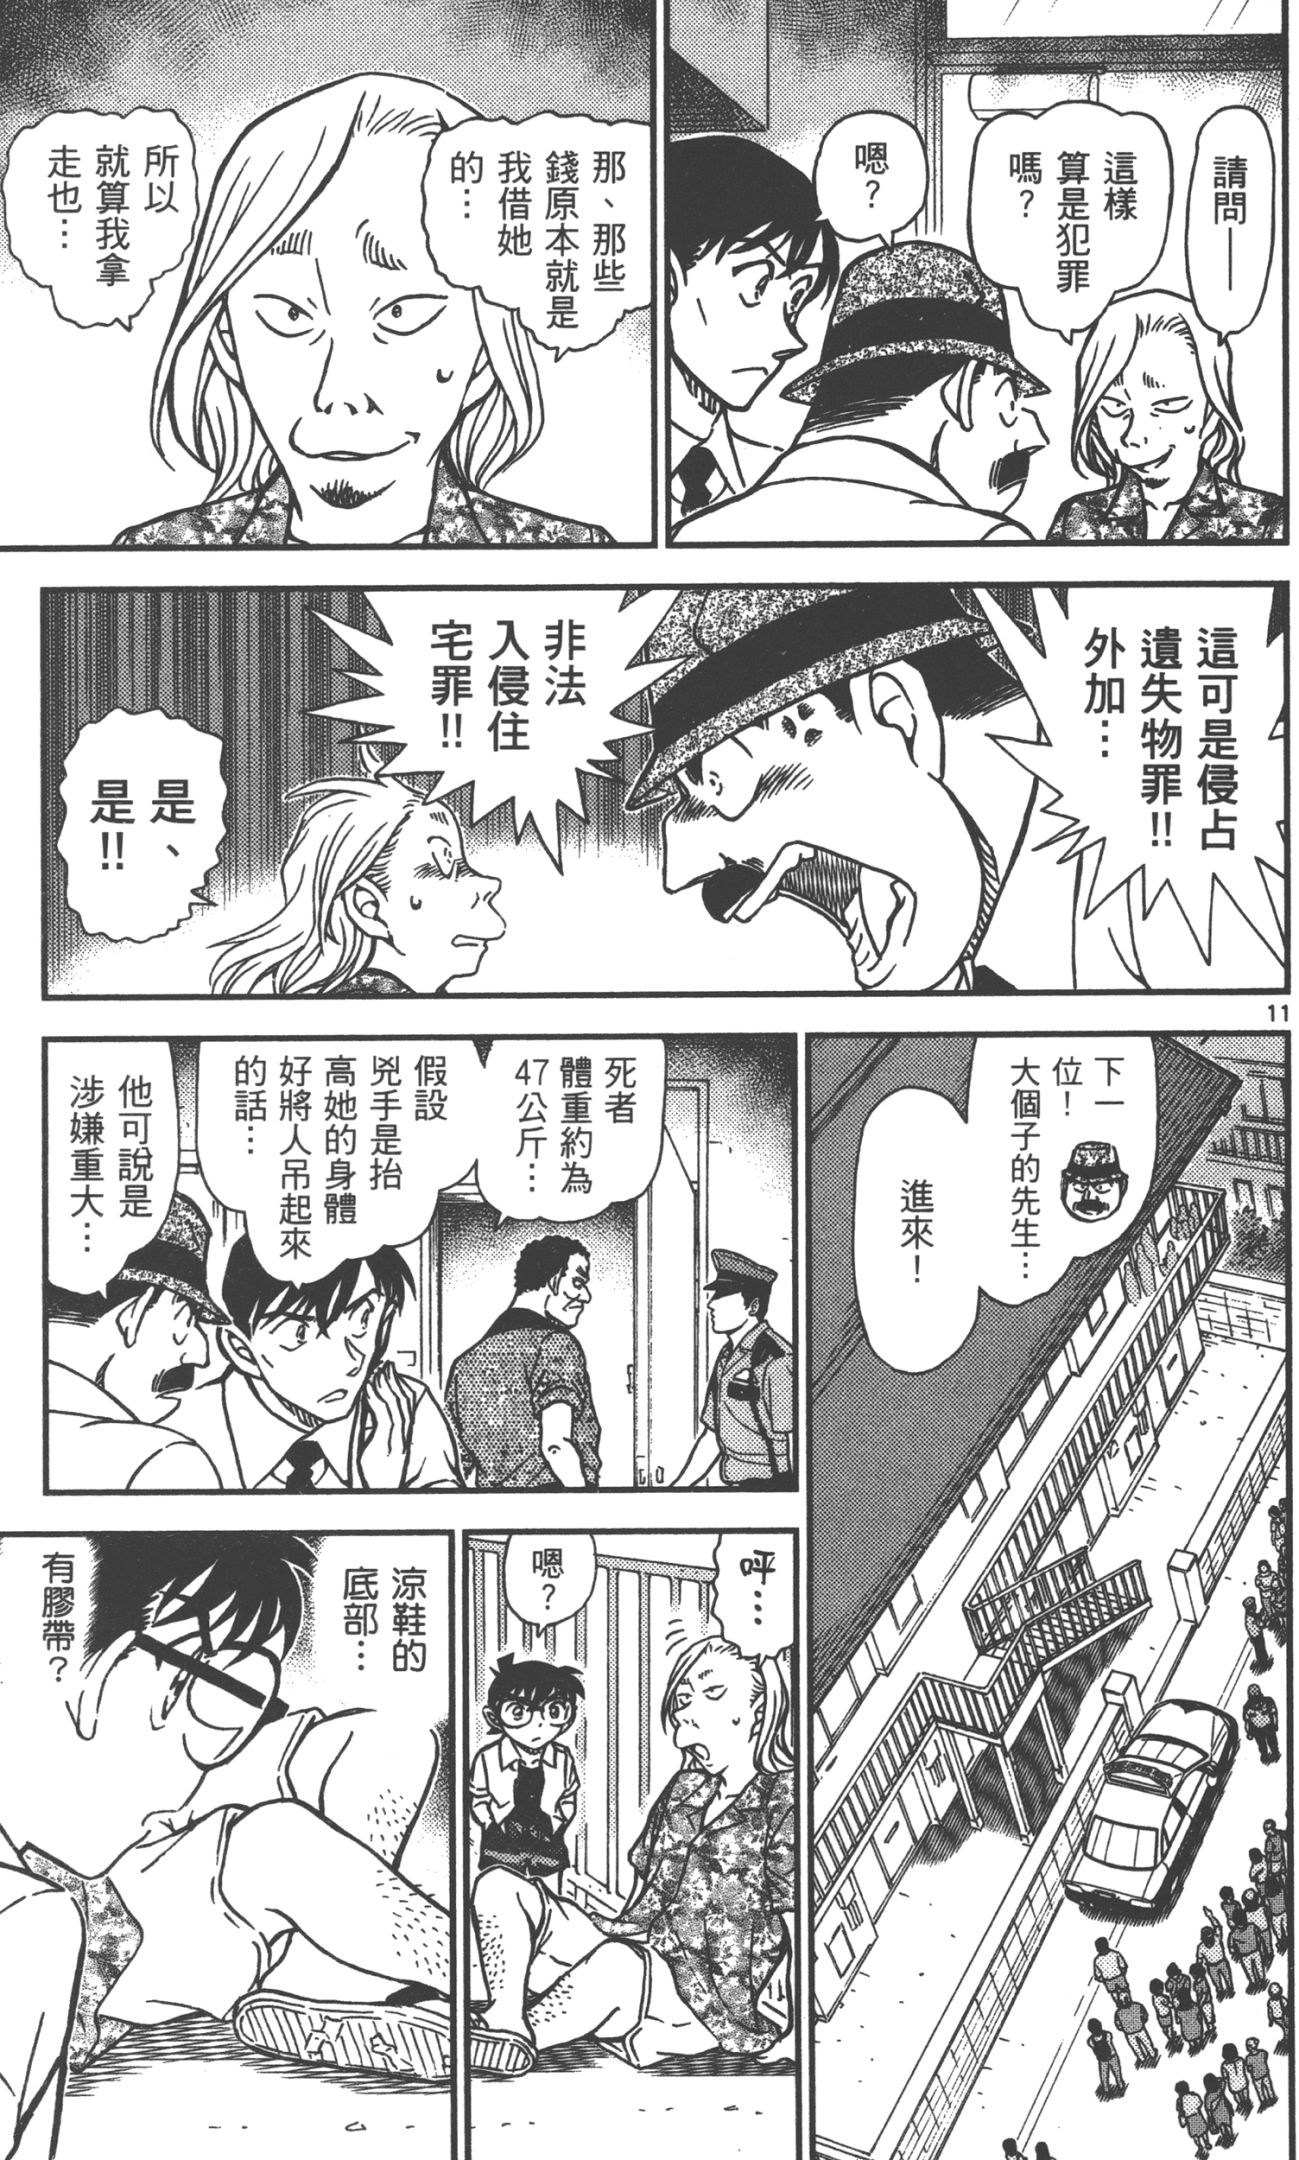 請問——
這樣
算是犯罪
嗎？
嗯？
那、那些
錢原本就是
我借她
的…
所以
就算我拿
走也…
這可是侵占
遺失物罪!!
外加…
非法
入侵住
宅罪!!
是、
是!!
11
下一
位！
大個子的先生…
進來！
死者
體重約為
47公斤…
假設
兇手是抬
高她的身體
好將人吊起來
的話…
他可說是
涉嫌重大…
呼…
嗯？
涼鞋的
底部…
有膠帶？